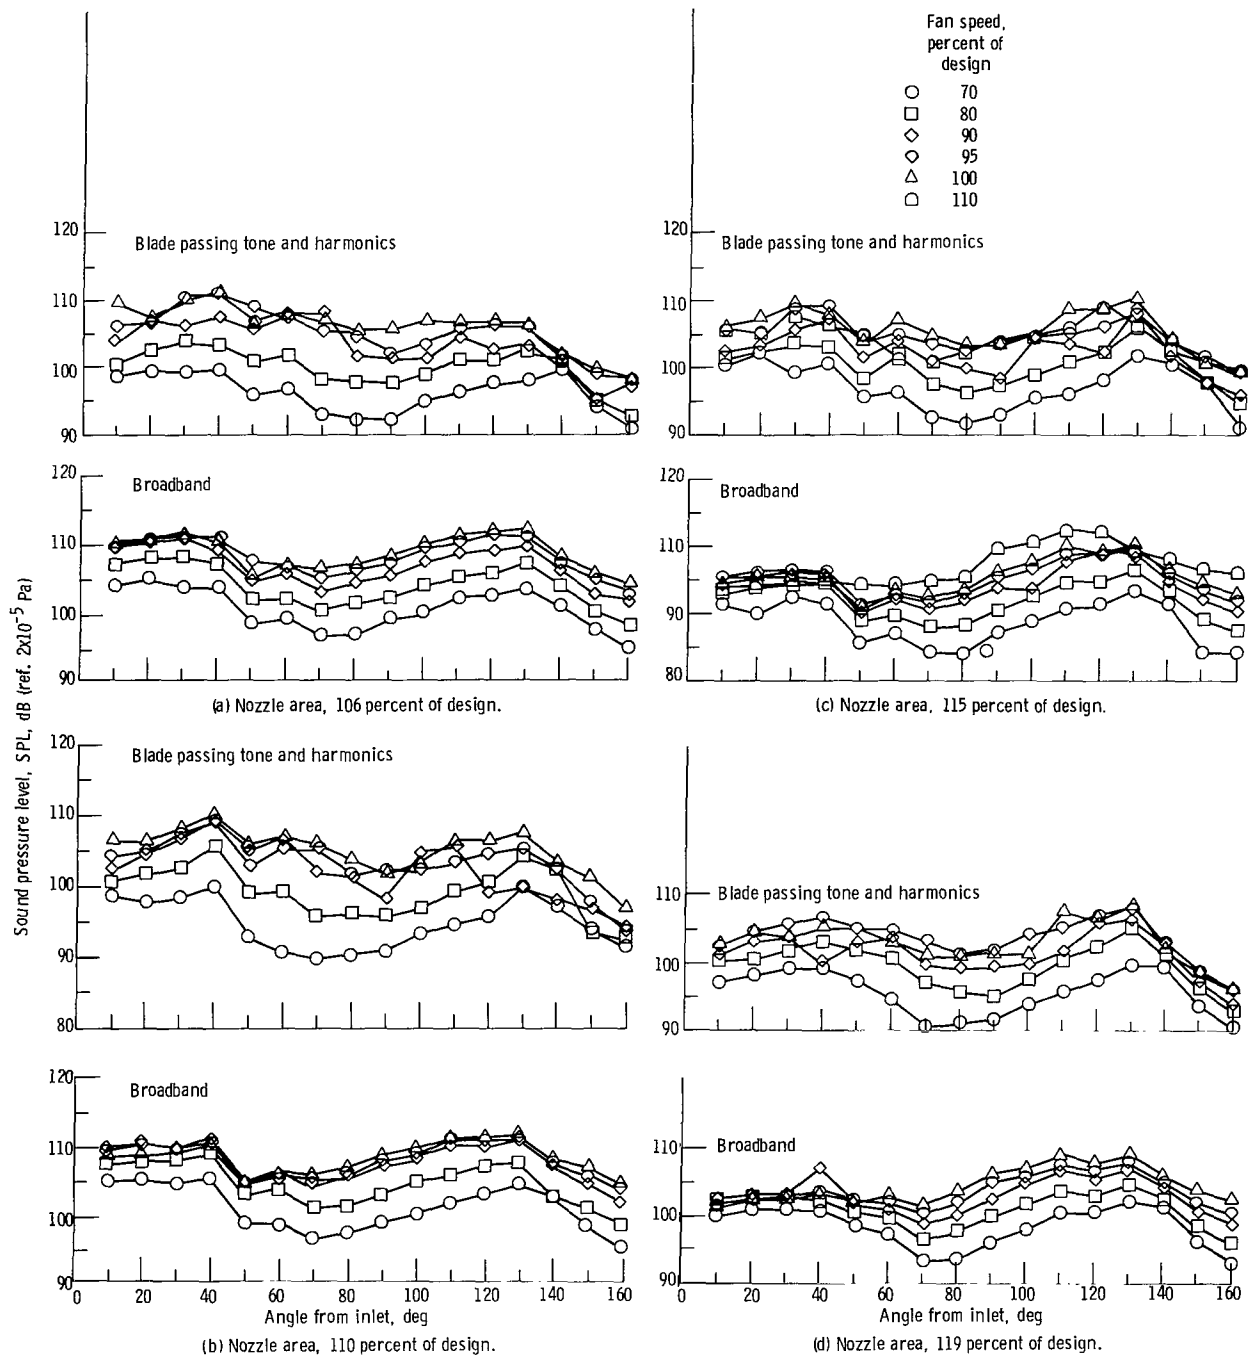 Fan speed,
percent of
design
70
80
90
95
100
110
Sound pressure level, SPL, dB (ref. 2x10-5 Pa)
120
110
100
90
Blade passing tone and harmonics
120
110
100
90
Broadband
(a) Nozzle area, 106 percent of design.
120
110
100
90
Blade passing tone and harmonics
120
110
100
90
80
Broadband
(c) Nozzle area, 115 percent of design.
120
110
100
90
80
Blade passing tone and harmonics
120
110
100
90
Broadband
0 20 40 60 80 100 120 140 160
Angle from inlet, deg
(b) Nozzle area, 110 percent of design.
110
100
90
Blade passing tone and harmonics
110
100
90
Broadband
0 20 40 60 80 100 120 140 160
Angle from inlet, deg
(d) Nozzle area, 119 percent of design.